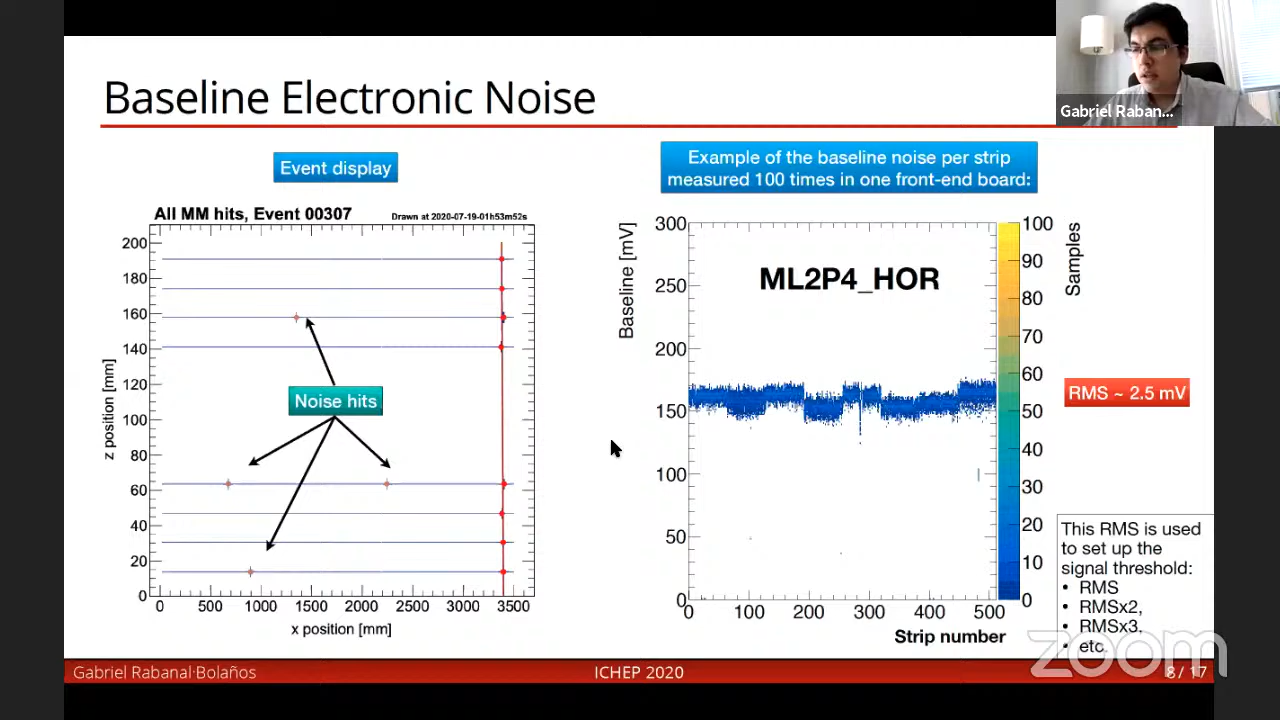 Gabriel Raban...
Baseline Electronic Noise
Event display
All MM hits, Event 00307
Drawn at 2020-07-19-01h53m52s
z position [mm]
200
180
160
140
120
100
80
60
40
20
0
0 500 1000 1500 2000 2500 3000 3500
x position [mm]
Noise hits
Example of the baseline noise per strip
measured 100 times in one front-end board:
Baseline [mV]
300
250
200
150
100
50
0
ML2P4_HOR
0 100 200 300 400 500
Strip number
100
90
80
70
60
50
40
30
20
10
0
Samples
RMS ~ 2.5 mV
This RMS is used
to set up the
signal threshold:
• RMS
• RMSx2,
• RMSx3,
• etc.
zoom
Gabriel Rabanal·Bolaños
ICHEP 2020
8 / 17